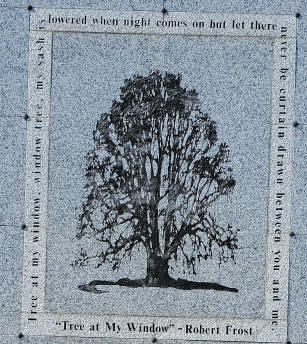 Tree at my window, window tree, my sash is
lowered when night comes on but let there
never be curtain drawn between you and me.
"Tree at My Window" - Robert Frost